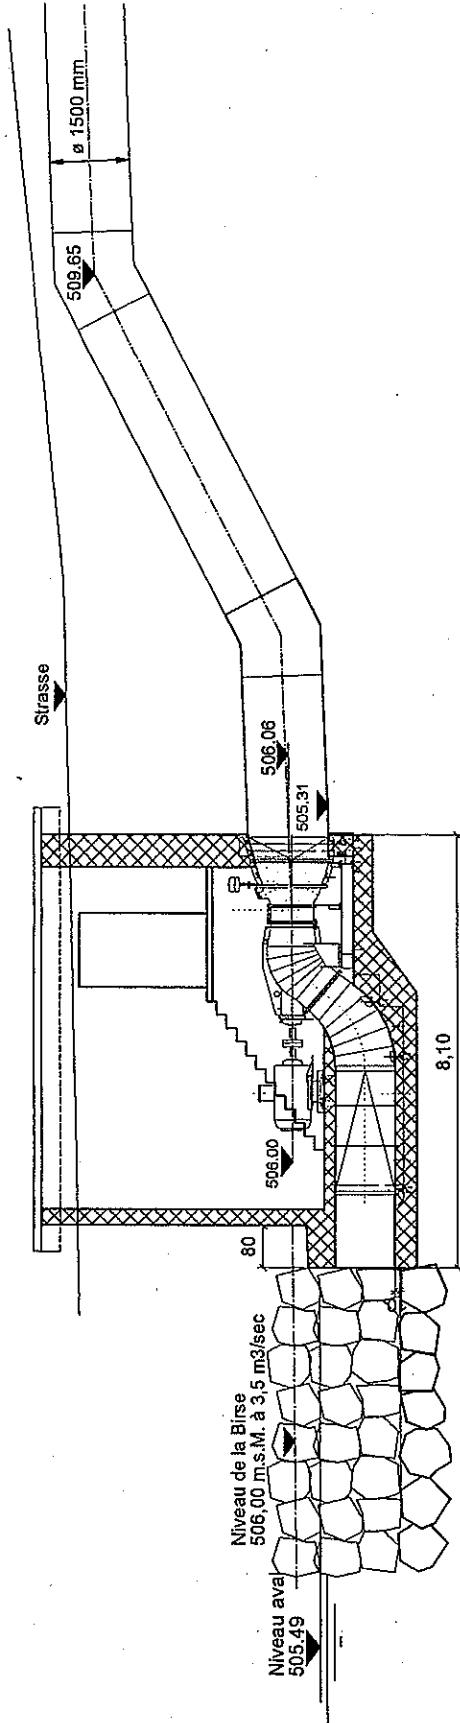 ø 1500 mm
509.65
Strasse
506.06
505.31
8,10
506.00
80
Niveau de la Birse
506,00 m.s.M. à 3,5 m3/sec
Niveau aval
505.49